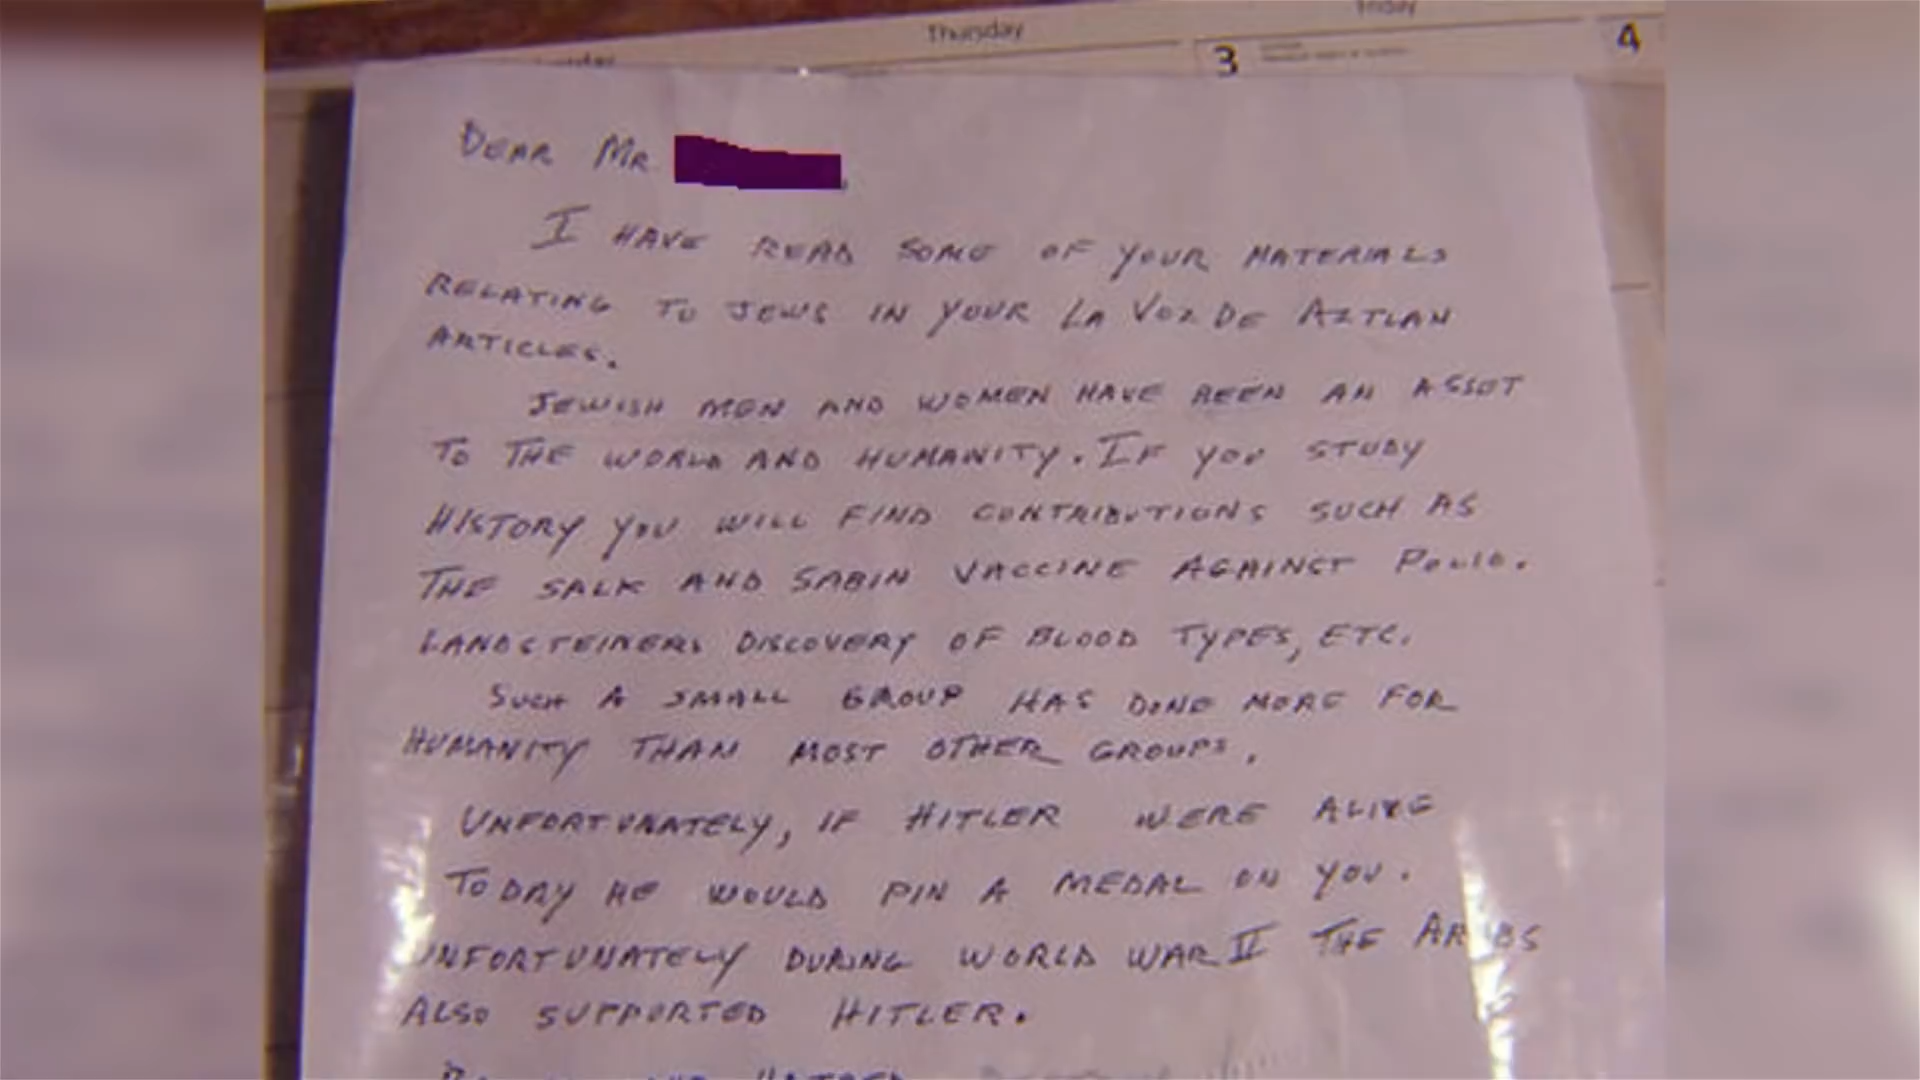 Thursday
Friday
3
4
DEAR MR
I HAVE READ SOME OF YOUR MATERIALS
RELATING TO JEWS IN YOUR LA VOZ DE AZTLAN
ARTICLES.
JEWISH MEN AND WOMEN HAVE BEEN AN ASSET
TO THE WORLD AND HUMANITY. IF YOU STUDY
HISTORY YOU WILL FIND CONTRIBUTIONS SUCH AS
THE SALK AND SABIN VACCINE AGAINST POLIO.
LANDSTEINERS DISCOVERY OF BLOOD TYPES, ETC.
SUCH A SMALL GROUP HAS DONE MORE FOR
HUMANITY THAN MOST OTHER GROUPS.
UNFORTUNATELY, IF HITLER WERE ALIVE
TODAY HE WOULD PIN A MEDAL ON YOU.
UNFORTUNATELY DURING WORLD WAR II THE ARABS
ALSO SUPPORTED HITLER.
HATRED